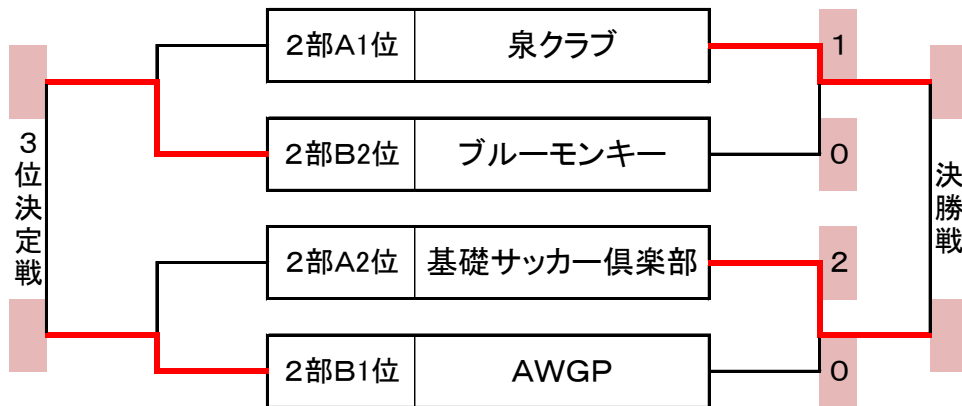 2部A1位 泉クラブ 1
2部B2位 ブルーモンキー 0
3位決定戦
決勝戦
2部A2位 基礎サッカー倶楽部 2
2部B1位 AWGP 0